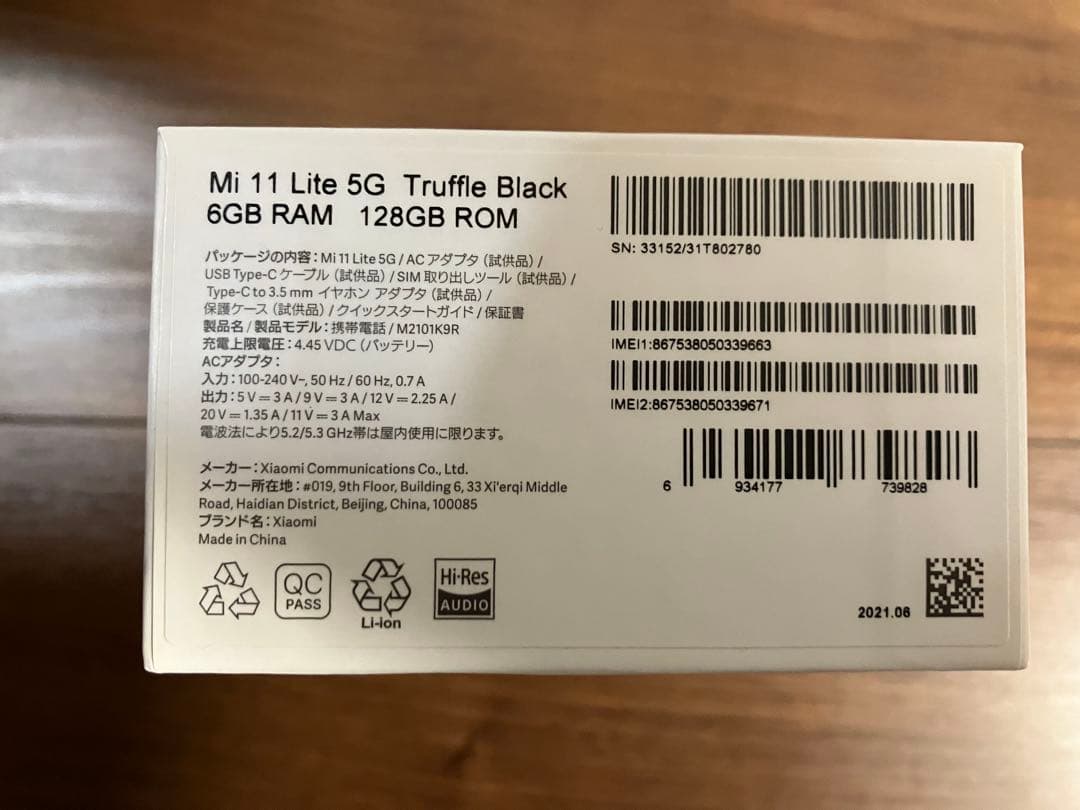 Mi 11 Lite 5G Truffle Black
6GB RAM 128GB ROM
パッケージの内容：Mi 11 Lite 5G / AC アダプタ（試供品）/
USB Type-C ケーブル（試供品）/ SIM 取り出しツール（試供品）/
Type-C to 3.5 mm イヤホン アダプタ（試供品）/
保護ケース（試供品）/ クイックスタートガイド / 保証書
製品名 / 製品モデル：携帯電話 / M2101K9R
充電上限電圧：4.45 VDC（バッテリー）
ACアダプタ：
入力：100-240 V~, 50 Hz / 60 Hz, 0.7 A
出力：5 V⎓3 A / 9 V⎓3 A / 12 V⎓2.25 A /
20 V⎓1.35 A / 11 V⎓3 A Max
電波法により5.2/5.3 GHz帯は屋内使用に限ります。
メーカー：Xiaomi Communications Co., Ltd.
メーカー所在地：#019, 9th Floor, Building 6, 33 Xi'erqi Middle
Road, Haidian District, Beijing, China, 100085
ブランド名：Xiaomi
Made in China
QC
PASS
Li-ion
Hi-Res
AUDIO
SN: 33152/31T802780
IMEI1:867538050339663
IMEI2:867538050339671
6 934177 739828
2021.06